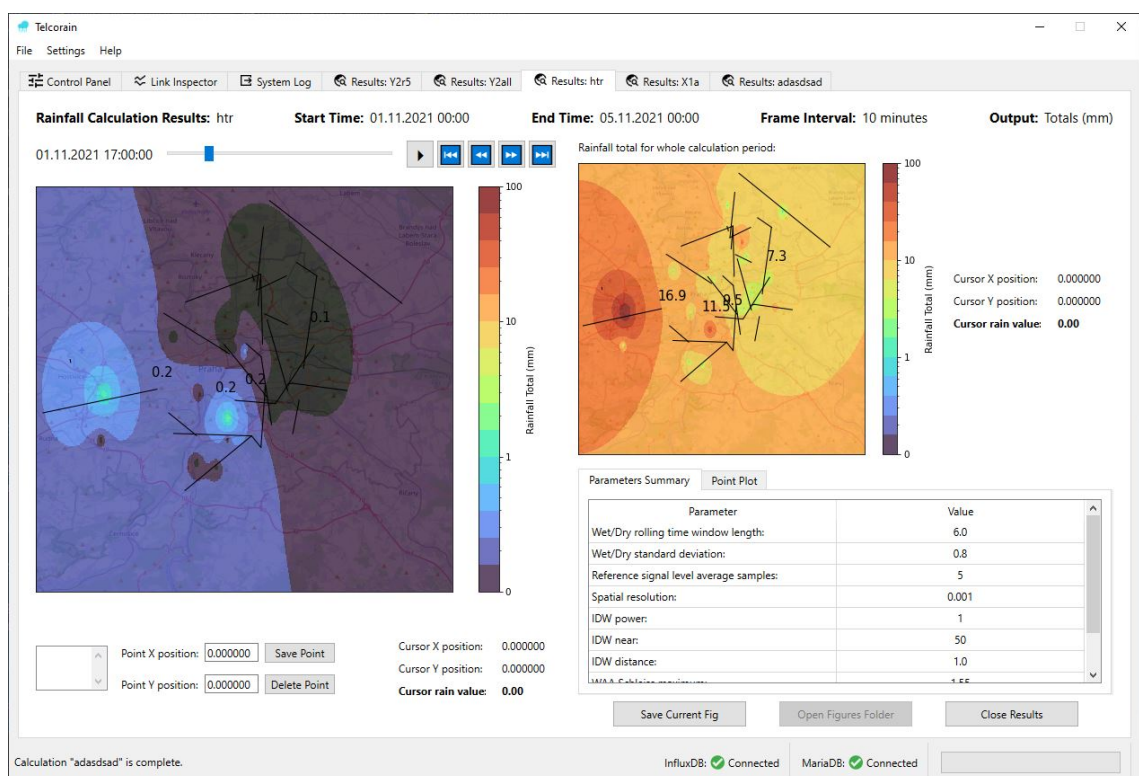 Telcorain
File Settings Help
Control Panel Link Inspector System Log Results: Y2r5 Results: Y2all Results: htr Results: X1a Results: adasdsad
Rainfall Calculation Results: htr Start Time: 01.11.2021 00:00 End Time: 05.11.2021 00:00 Frame Interval: 10 minutes Output: Totals (mm)
01.11.2021 17:00:00
Rainfall total for whole calculation period:
100
10
1
0
Rainfall Total (mm)
0.1
0.2
0.2
0.2
Praha
100
10
1
0
Rainfall Total (mm)
7.3
16.9
11.5
9.5
Cursor X position: 0.000000
Cursor Y position: 0.000000
Cursor rain value: 0.00
Parameters Summary Point Plot
Parameter Value
Wet/Dry rolling time window length: 6.0
Wet/Dry standard deviation: 0.8
Reference signal level average samples: 5
Spatial resolution: 0.001
IDW power: 1
IDW near: 50
IDW distance: 1.0
WAA Schleiss maximum: 1.55
Point X position: 0.000000 Save Point
Point Y position: 0.000000 Delete Point
Cursor X position: 0.000000
Cursor Y position: 0.000000
Cursor rain value: 0.00
Save Current Fig Open Figures Folder Close Results
Calculation "adasdsad" is complete. InfluxDB: Connected MariaDB: Connected